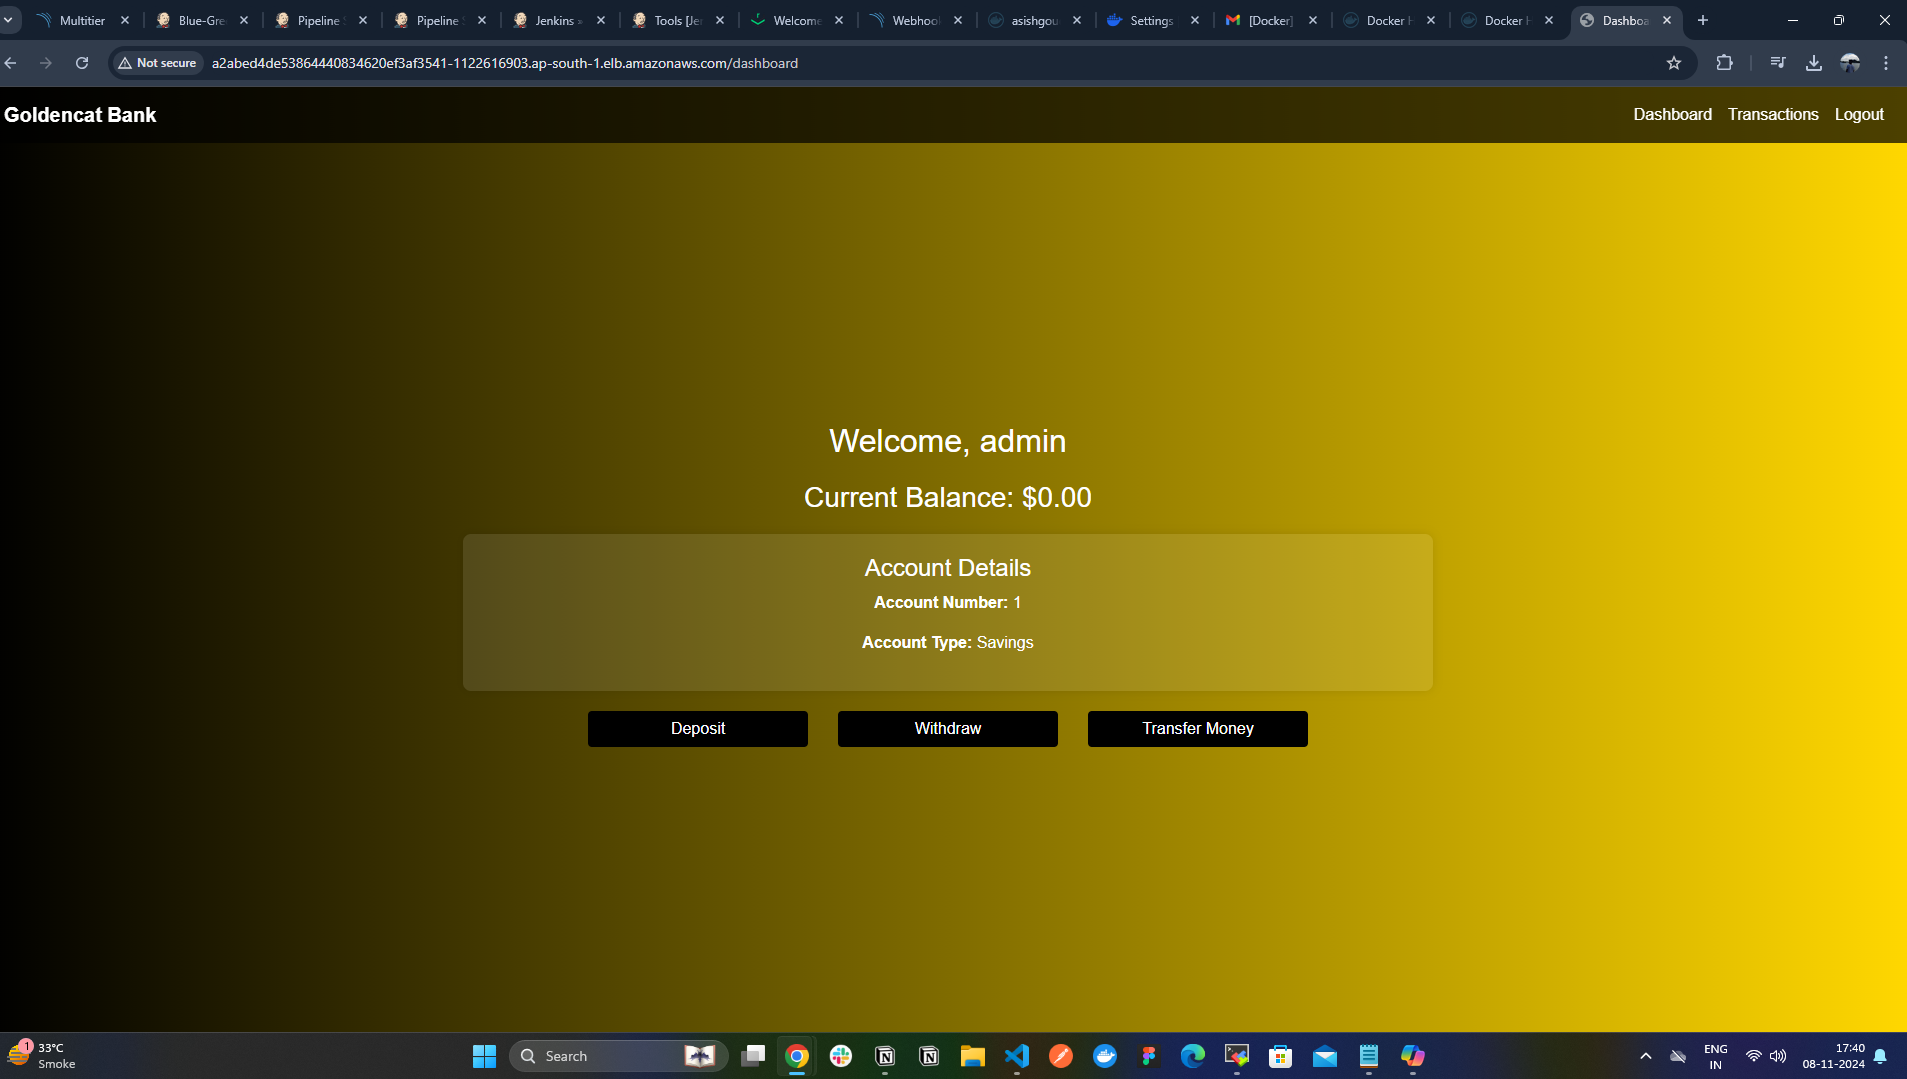 Multitier
Blue-Gre
Pipeline
Pipeline
Jenkins »
Tools [Je
Welcome
Webhook
asishgou
Settings
[Docker]
Docker H
Docker H
Dashboa
Not secure
a2abed4de53864440834620ef3af3541-1122616903.ap-south-1.elb.amazonaws.com/dashboard
Goldencat Bank
Dashboard Transactions Logout
Welcome, admin
Current Balance: $0.00
Account Details
Account Number: 1
Account Type: Savings
Deposit
Withdraw
Transfer Money
1
33°C
Smoke
Search
ENG
IN
17:40
08-11-2024